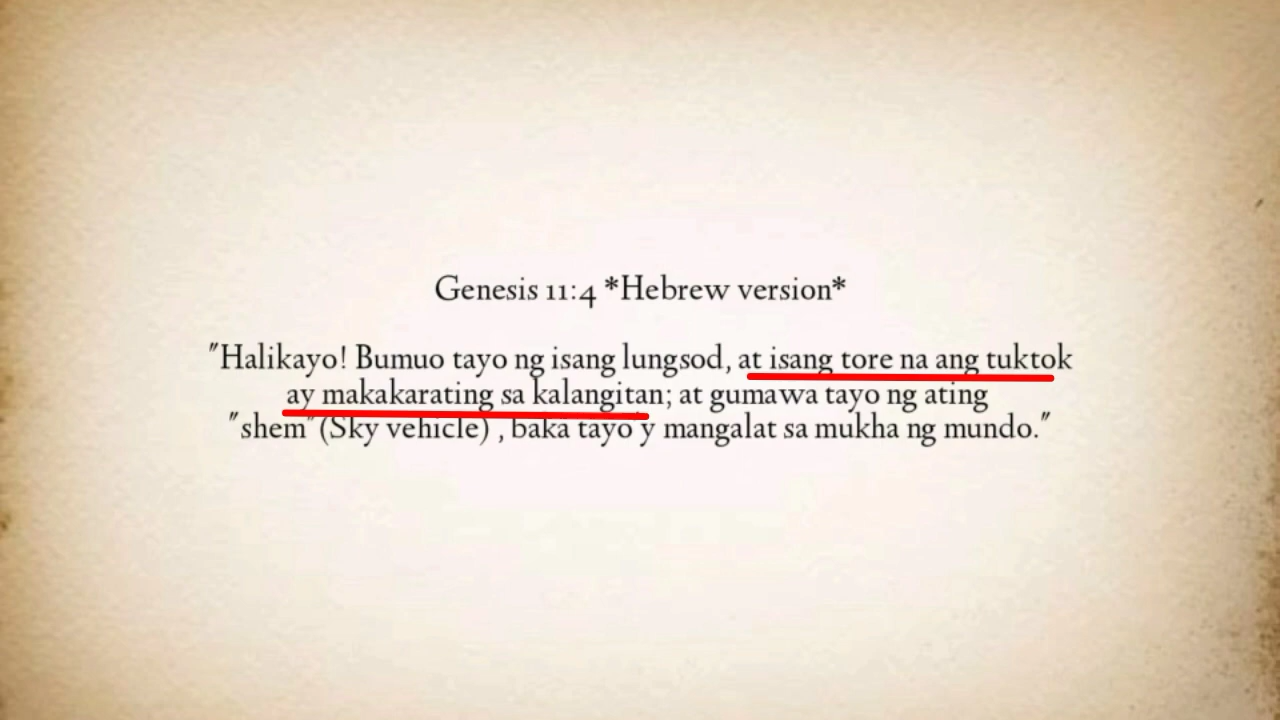 Genesis 11:4 *Hebrew version*
"Halikayo! Bumuo tayo ng isang lungsod, at isang tore na ang tuktok
ay makakarating sa kalangitan; at gumawa tayo ng ating
"shem"(Sky vehicle) , baka tayo'y mangalat sa mukha ng mundo."